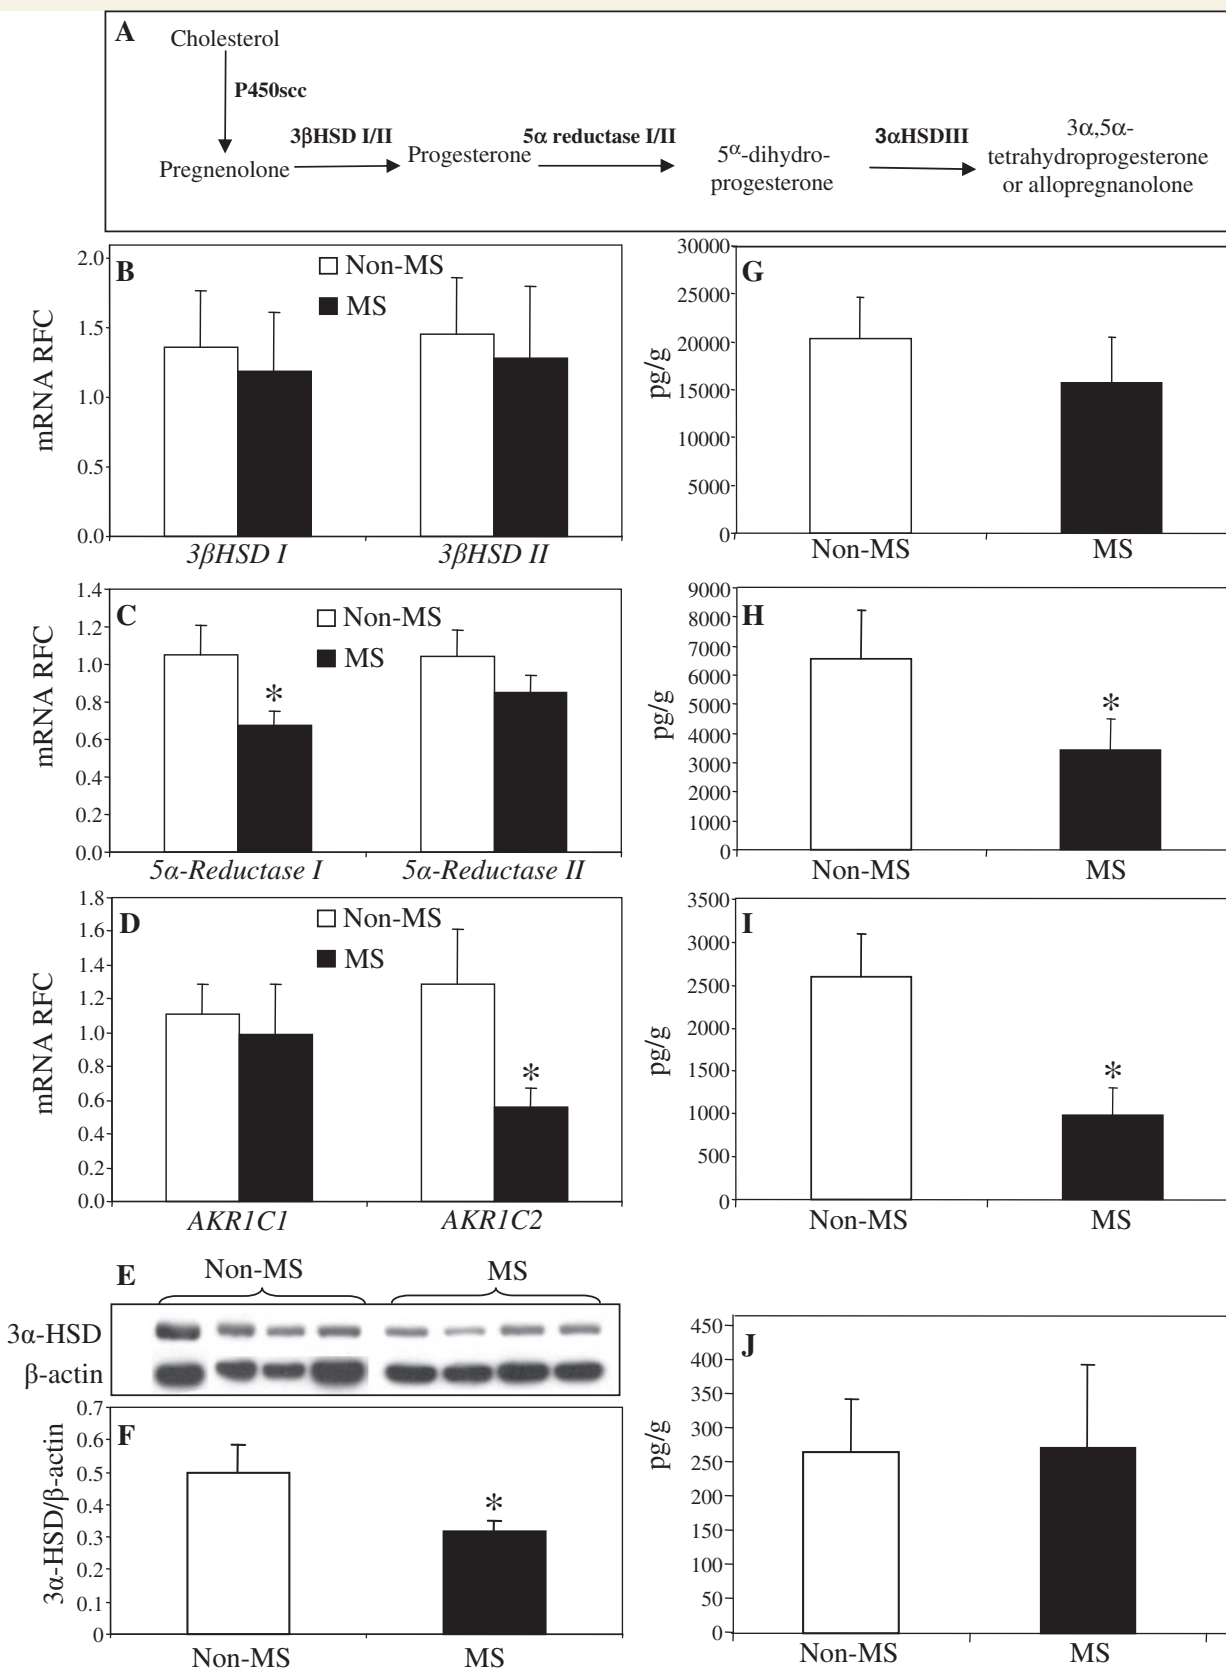 A
Cholesterol
P450scc
3βHSD I/II
5α reductase I/II
3αHSDIII
Pregnenolone
Progesterone
5α-dihydro-
progesterone
3α,5α-
tetrahydroprogesterone
or allopregnanolone
B
Non-MS
MS
mRNA RFC
2.0
1.5
1.0
0.5
0.0
3βHSD I
3βHSD II
G
pg/g
30000
25000
20000
15000
10000
5000
0
Non-MS
MS
C
Non-MS
MS
mRNA RFC
1.4
1.2
1.0
0.8
0.6
0.4
0.2
0.0
*
5α-Reductase I
5α-Reductase II
H
pg/g
9000
8000
7000
6000
5000
4000
3000
2000
1000
0
*
Non-MS
MS
D
Non-MS
MS
mRNA RFC
1.8
1.6
1.4
1.2
1.0
0.8
0.6
0.4
0.2
0.0
*
AKR1C1
AKR1C2
I
pg/g
3500
3000
2500
2000
1500
1000
500
0
*
Non-MS
MS
E
Non-MS
MS
3α-HSD
β-actin
F
3α-HSD/β-actin
0.7
0.6
0.5
0.4
0.3
0.2
0.1
0
*
Non-MS
MS
J
pg/g
450
400
350
300
250
200
150
100
50
0
Non-MS
MS